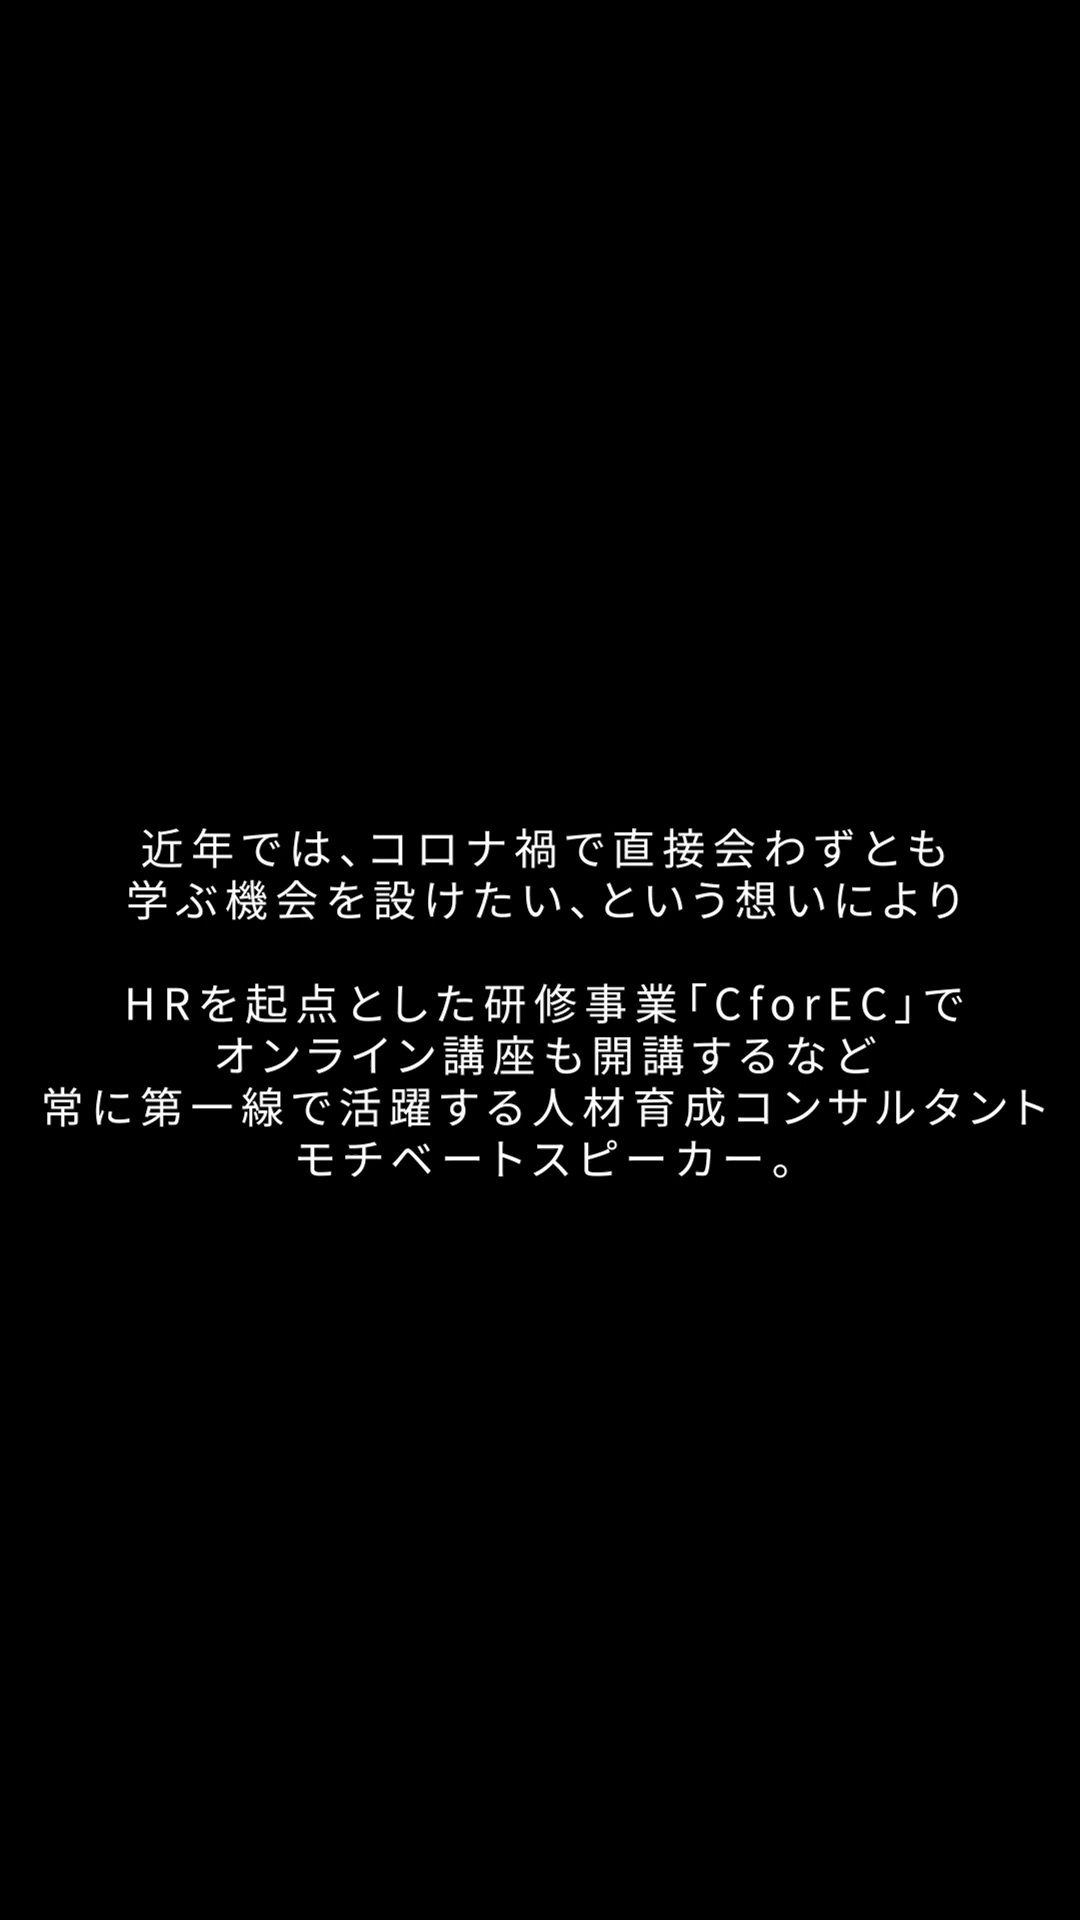 近年では、コロナ禍で直接会わずとも
学ぶ機会を設けたい、という想いにより
HRを起点とした研修事業「CforEC」で
オンライン講座も開講するなど
常に第一線で活躍する人材育成コンサルタント
モチベートスピーカー。